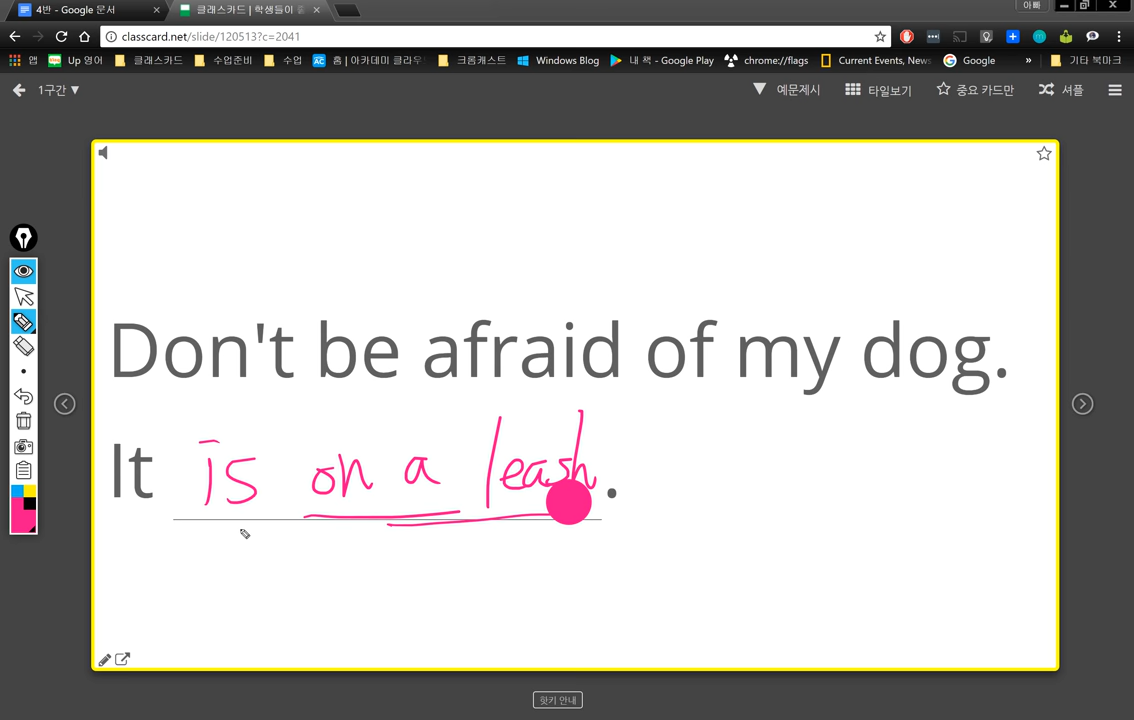 4반 - Google 문서
클래스카드 | 학생들이 클
아빠
classcard.net/slide/120513?c=2041
앱 Up 영어 클래스카드 수업준비 수업 AC 홈 | 아카데미 클라우 크롬캐스트 Windows Blog 내 책 - Google Play chrome://flags Current Events, News Google » 기타 북마크
1구간 ▼ ▼ 예문제시 타일보기 중요 카드만 셔플
Don't be afraid of my dog.
It is on a leash.
핫키 안내